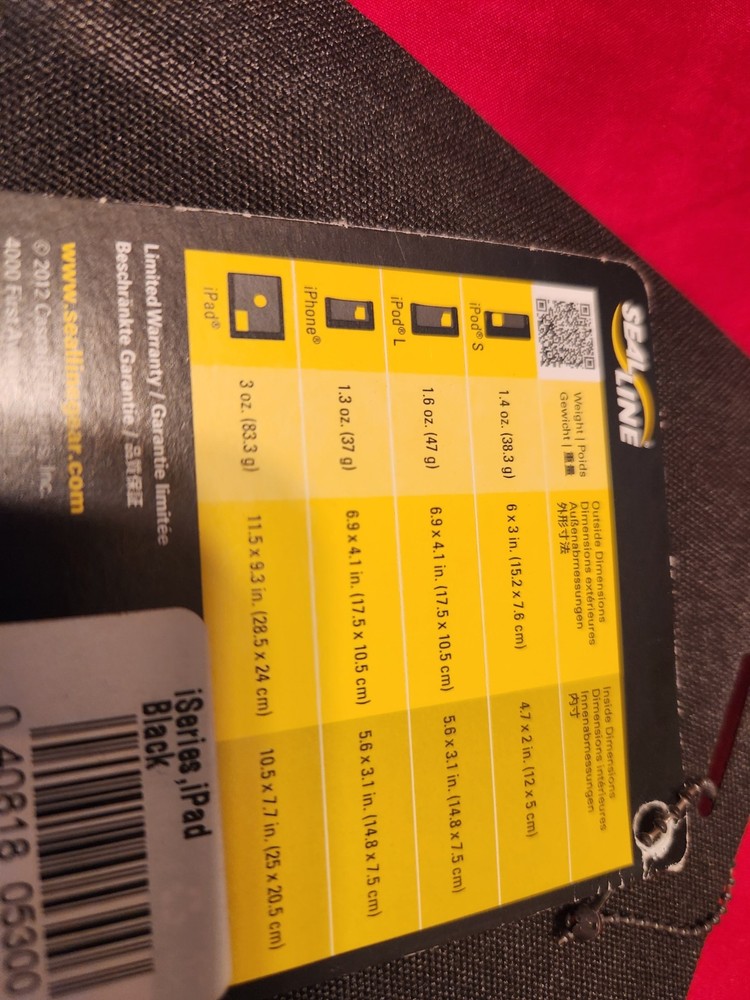 SEAL LINE
Weight | Poids
Gewicht | 重量
Outside Dimensions
Dimensions extérieures
Außenabmessungen
外形寸法
Inside Dimensions
Dimensions intérieures
Innenabmessungen
内寸
iPod® S
1.4 oz. (38.3 g)
6 x 3 in. (15.2 x 7.6 cm)
4.7 x 2 in. (12 x 5 cm)
iPod® L
1.6 oz. (47 g)
6.9 x 4.1 in. (17.5 x 10.5 cm)
5.6 x 3.1 in. (14.8 x 7.5 cm)
iPhone®
1.3 oz. (37 g)
6.9 x 4.1 in. (17.5 x 10.5 cm)
5.6 x 3.1 in. (14.8 x 7.5 cm)
iPad®
3 oz. (83.3 g)
11.5 x 9.3 in. (28.5 x 24 cm)
10.5 x 7.7 in. (25 x 20.5 cm)
Limited Warranty / Garantie limitée
Beschränkte Garantie / 品質保証
www.seallinegear.com
© 2012 Inc.
4000 First
iSeries, iPad
Black
0 40818 05300